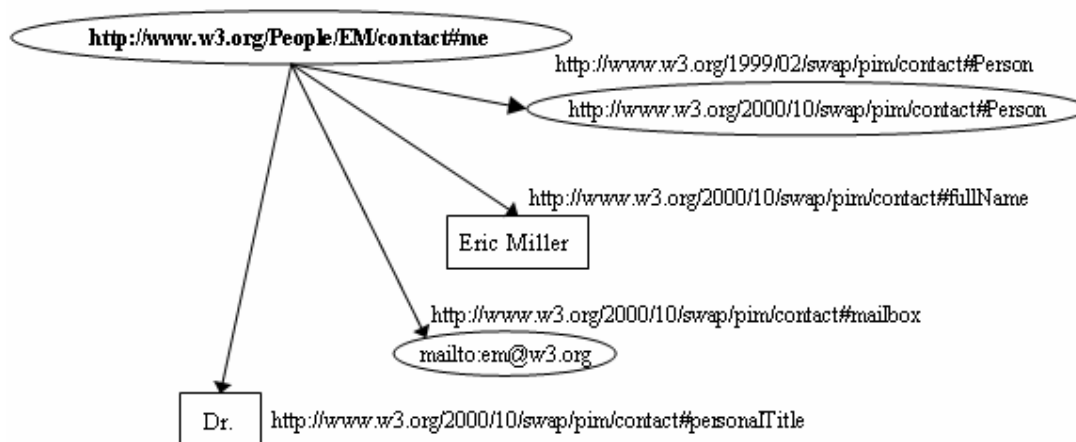 http://www.w3.org/People/EM/contact#me
http://www.w3.org/1999/02/swap/pim/contact#Person
http://www.w3.org/2000/10/swap/pim/contact#Person
http://www.w3.org/2000/10/swap/pim/contact#fullName
Eric Miller
http://www.w3.org/2000/10/swap/pim/contact#mailbox
mailto:em@w3.org
Dr.
http://www.w3.org/2000/10/swap/pim/contact#personalTitle